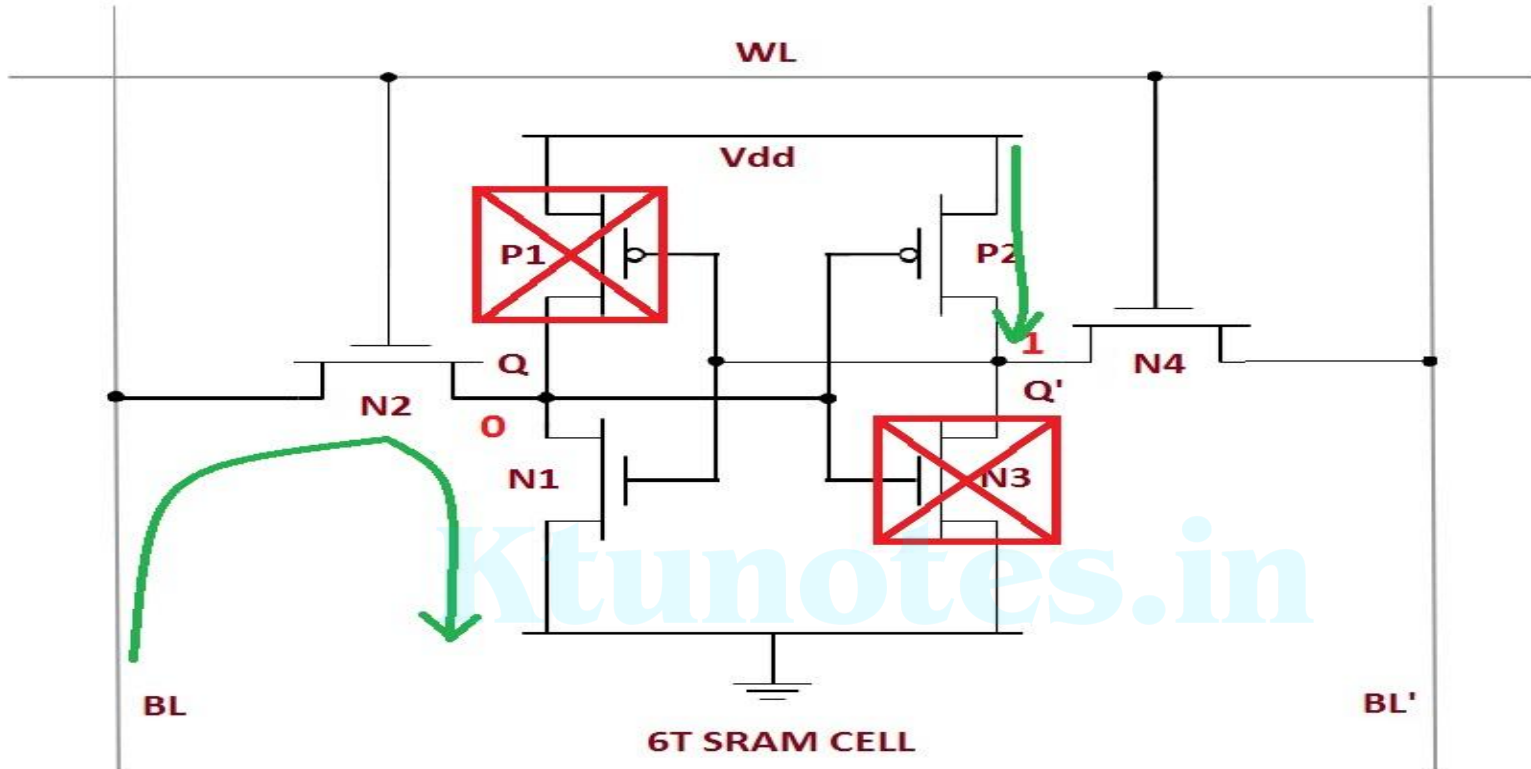 WL
Vdd
P1
P2
1
N4
Q
Q'
N2
0
N1
N3
Ktunotes.in
BL
BL'
6T SRAM CELL